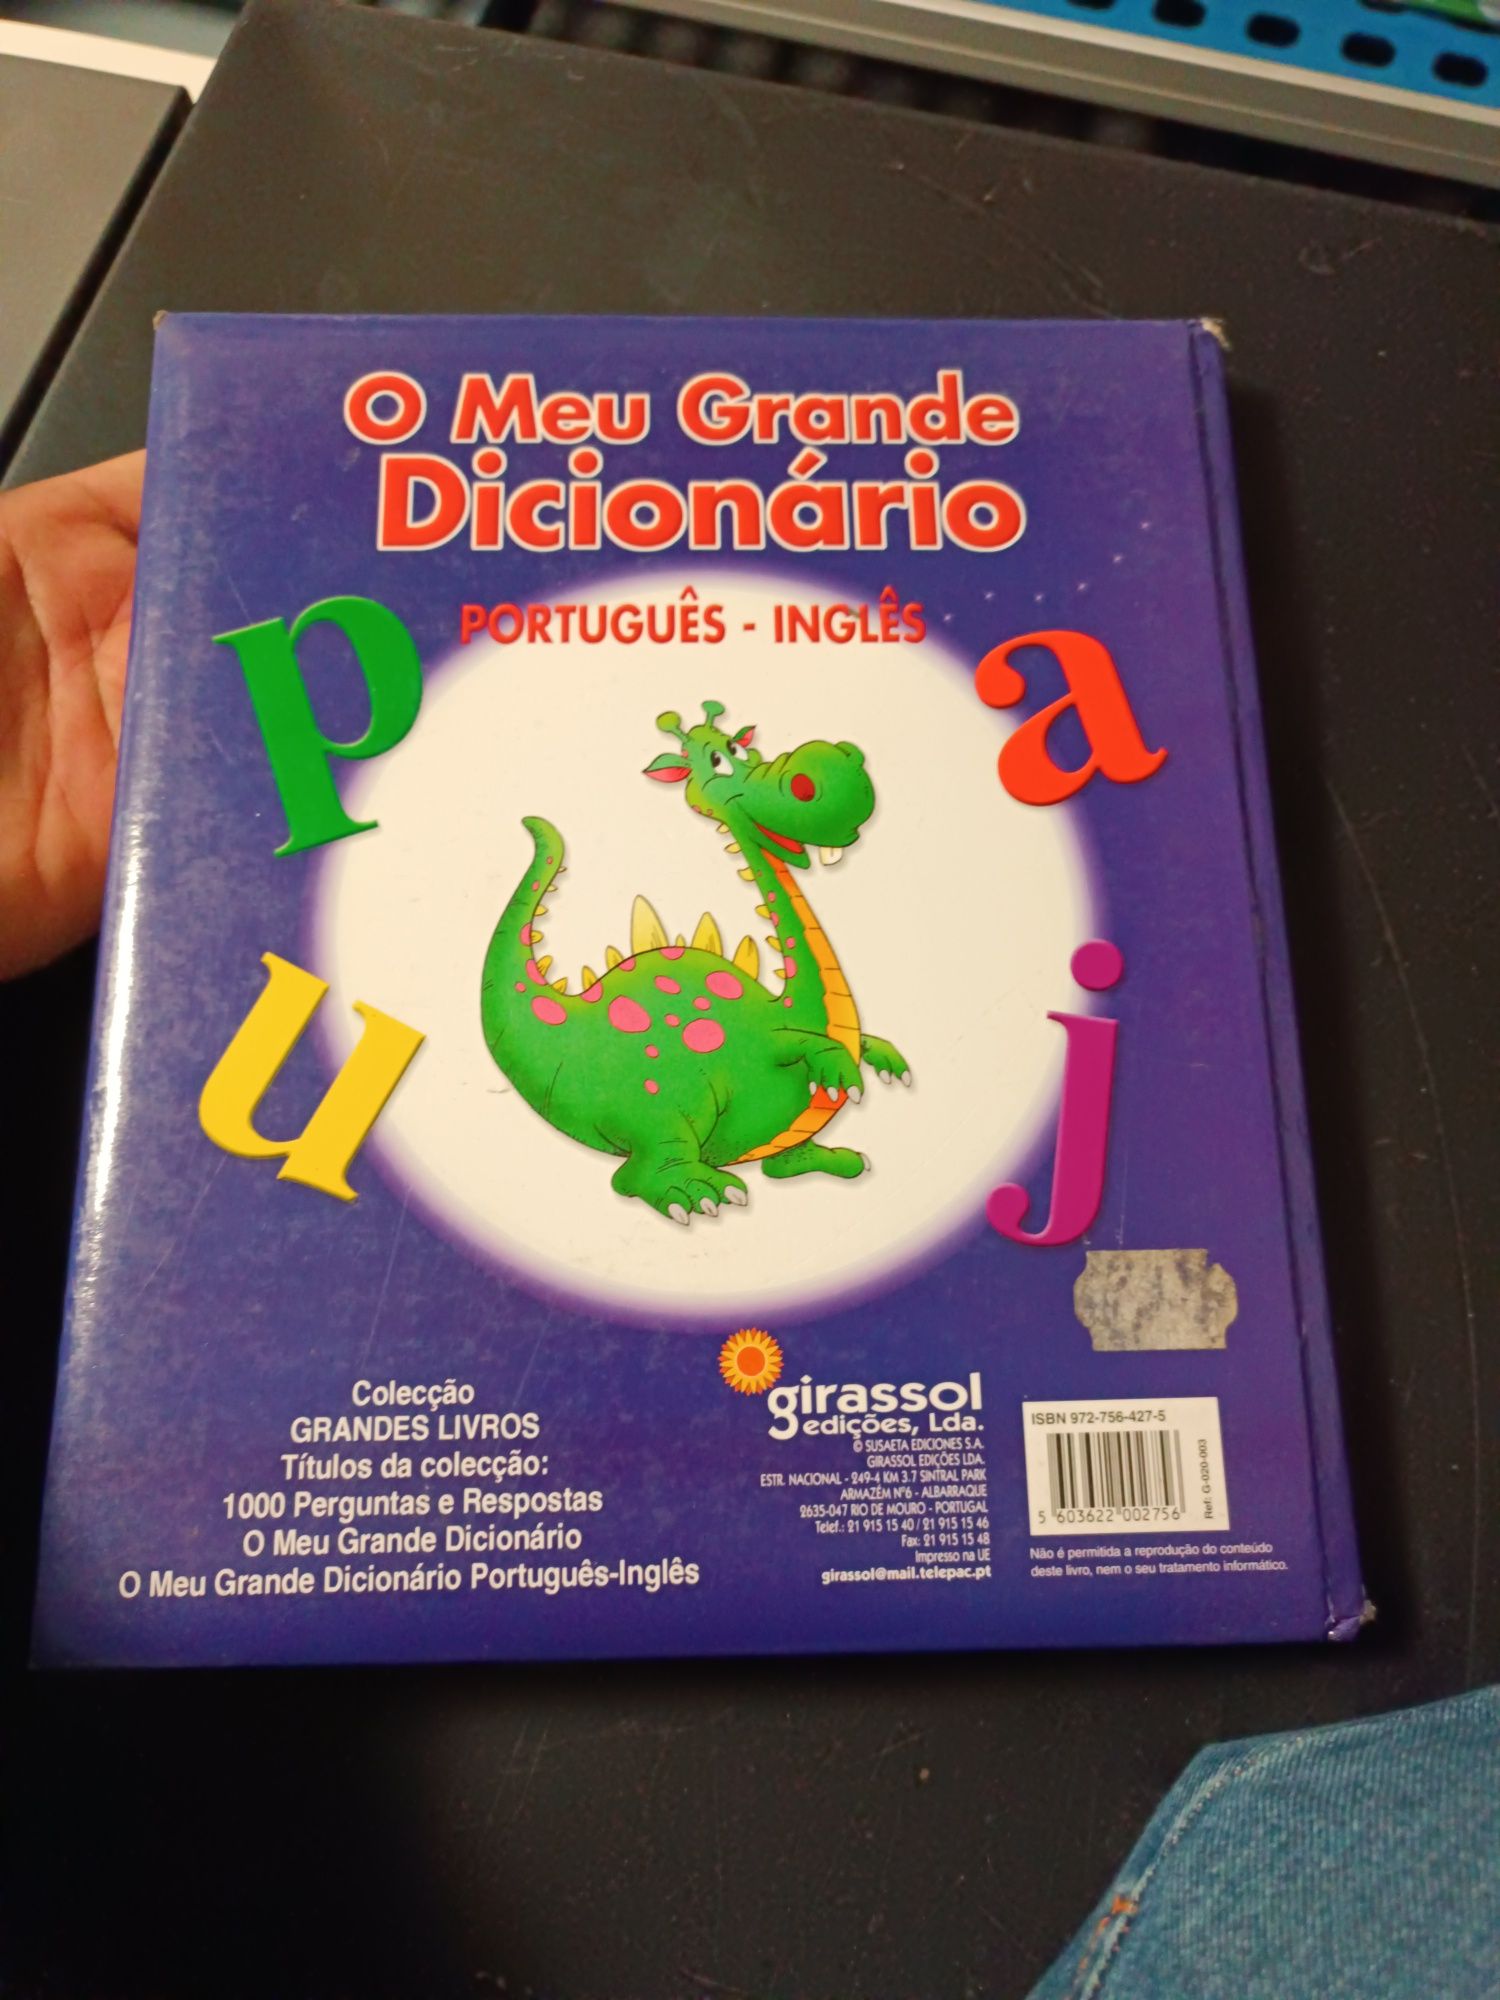 O Meu Grande
Dicionário
PORTUGUÊS - INGLÊS
p
a
u
j
Colecção
GRANDES LIVROS
Títulos da colecção:
1000 Perguntas e Respostas
O Meu Grande Dicionário
O Meu Grande Dicionário Português-Inglês
girassol
edições, Lda.
© SUSAETA EDICIONES S.A.
GIRASSOL EDIÇÕES LDA.
ESTR. NACIONAL - 249-4 KM 3.7 SINTRAL PARK
ARMAZÉM Nº6 - ALBARRAQUE
2635-047 RIO DE MOURO - PORTUGAL
Telef.: 21 915 15 40 / 21 915 15 46
Fax: 21 915 15 48
Impresso na UE
girassol@mail.telepac.pt
ISBN 972-756-427-5
5 603622 002756
Ref: G-020-003
Não é permitida a reprodução do conteúdo
deste livro, nem o seu tratamento informático.